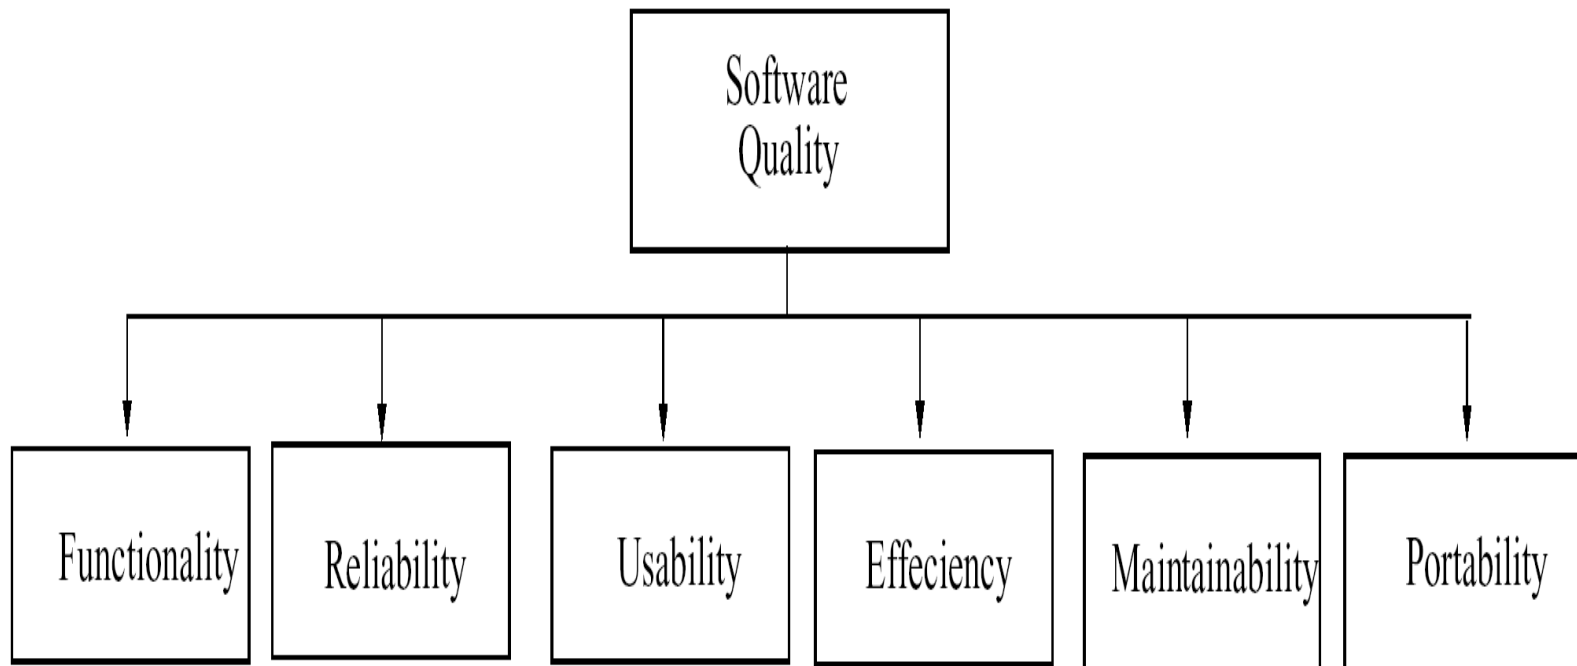 Software
Quality
Functionality
Reliability
Usability
Effeciency
Maintainability
Portability